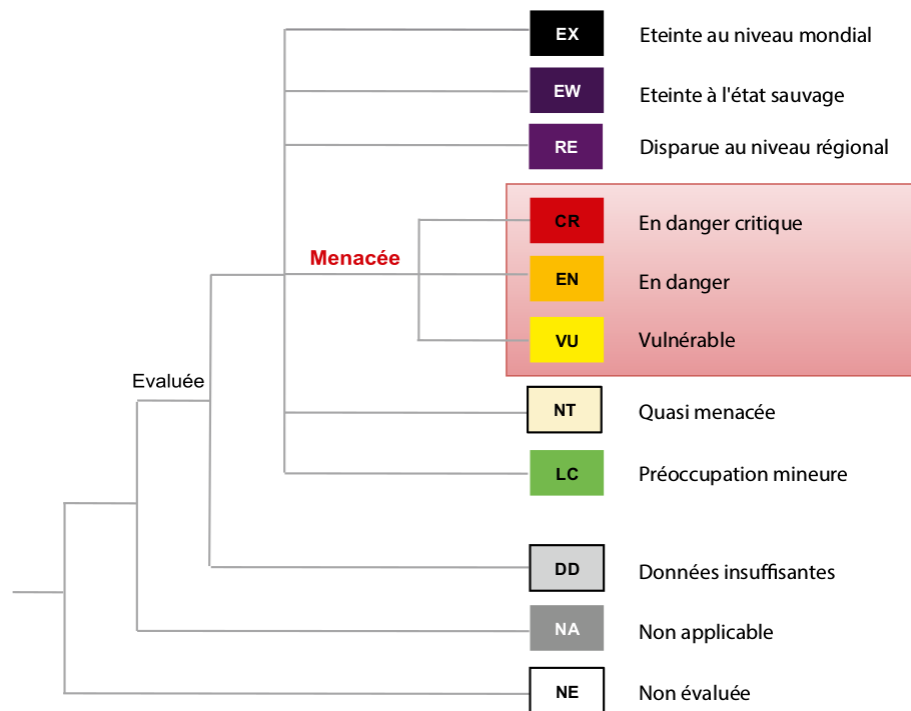 EX Eteinte au niveau mondial
EW Eteinte à l'état sauvage
RE Disparue au niveau régional
CR En danger critique
Menacée
EN En danger
VU Vulnérable
Evaluée
NT Quasi menacée
LC Préoccupation mineure
DD Données insuffisantes
NA Non applicable
NE Non évaluée